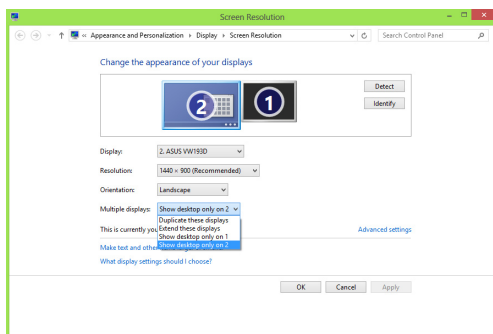 Screen Resolution
« Appearance and Personalization › Display › Screen Resolution
Search Control Panel
Change the appearance of your displays
2
1
Detect
Identify
Display: 2. ASUS VW193D
Resolution: 1440 × 900 (Recommended)
Orientation: Landscape
Multiple displays: Show desktop only on 2
Duplicate these displays
This is currently you Extend these displays Advanced settings
Show desktop only on 1
Make text and othe Show desktop only on 2
What display settings should I choose?
OK Cancel Apply